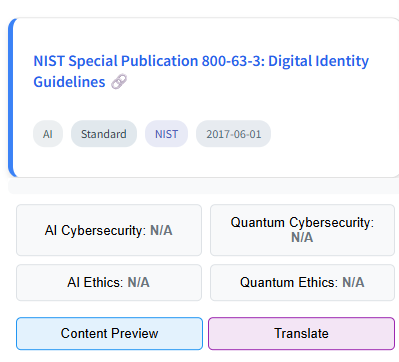 NIST Special Publication 800-63-3: Digital Identity
Guidelines 🔗
AI Standard NIST 2017-06-01
AI Cybersecurity: N/A
Quantum Cybersecurity:
N/A
AI Ethics: N/A
Quantum Ethics: N/A
Content Preview
Translate